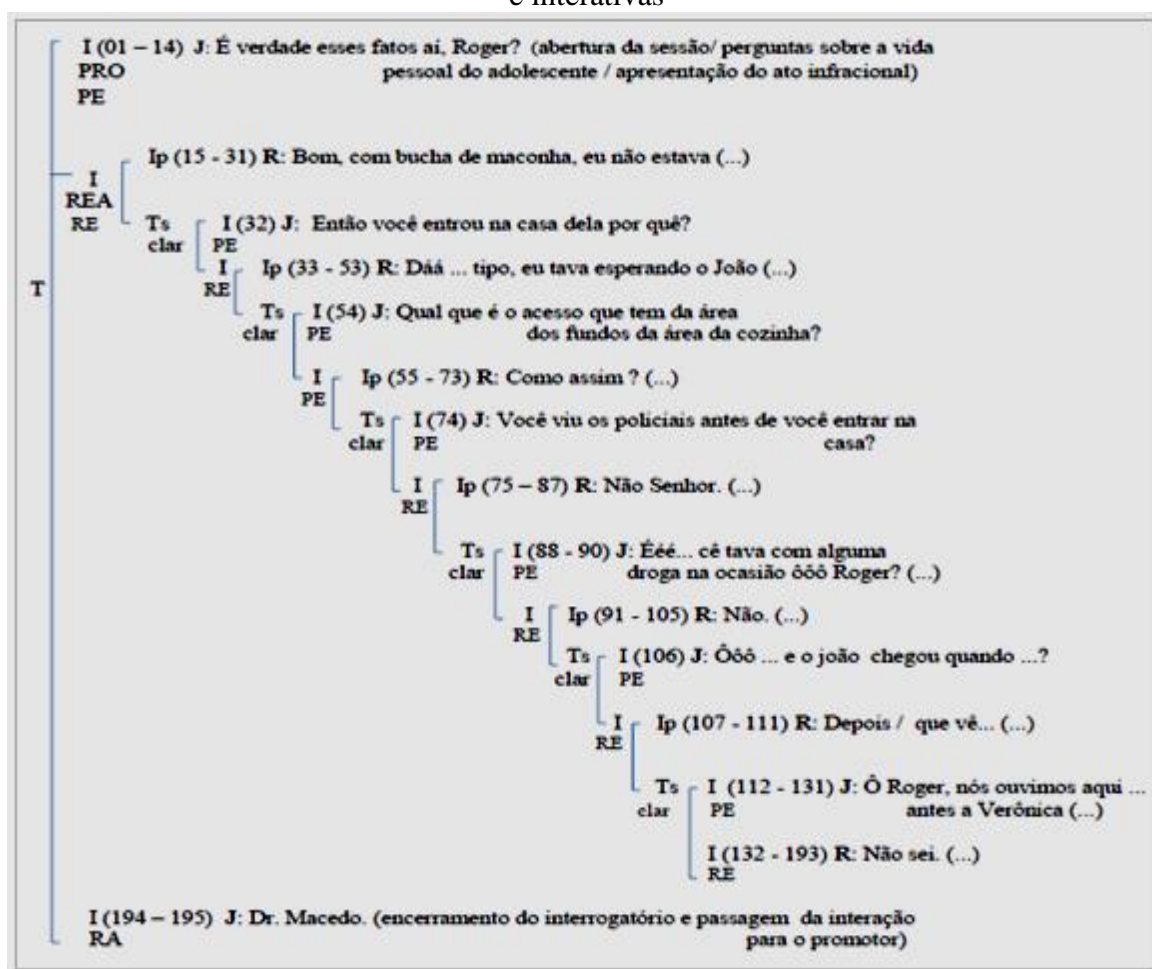 e interativas
I (01 – 14) J: É verdade esses fatos aí, Roger? (abertura da sessão/ perguntas sobre a vida
PRO pessoal do adolescente / apresentação do ato infracional)
PE
Ip (15 - 31) R: Bom, com bucha de maconha, eu não estava (...)
I
REA
RE
Ts I (32) J: Então você entrou na casa dela por quê?
clar PE
I Ip (33 - 53) R: Dáá ... tipo, eu tava esperando o João (...)
RE
T
Ts I (54) J: Qual que é o acesso que tem da área
clar PE dos fundos da área da cozinha?
I Ip (55 - 73) R: Como assim ? (...)
PE
Ts I (74) J: Você viu os policiais antes de você entrar na
clar PE casa?
I Ip (75 – 87) R: Não Senhor. (...)
RE
Ts I (88 - 90) J: Ééé... cê tava com alguma
clar PE droga na ocasião ôôô Roger? (...)
I Ip (91 - 105) R: Não. (...)
RE
Ts I (106) J: Ôôô ... e o joão chegou quando ...?
clar PE
I Ip (107 - 111) R: Depois / que vê... (...)
RE
Ts I (112 - 131) J: Ô Roger, nós ouvimos aqui ...
clar PE antes a Verônica (...)
I (132 - 193) R: Não sei. (...)
RE
I (194 – 195) J: Dr. Macedo. (encerramento do interrogatório e passagem da interação
RA para o promotor)